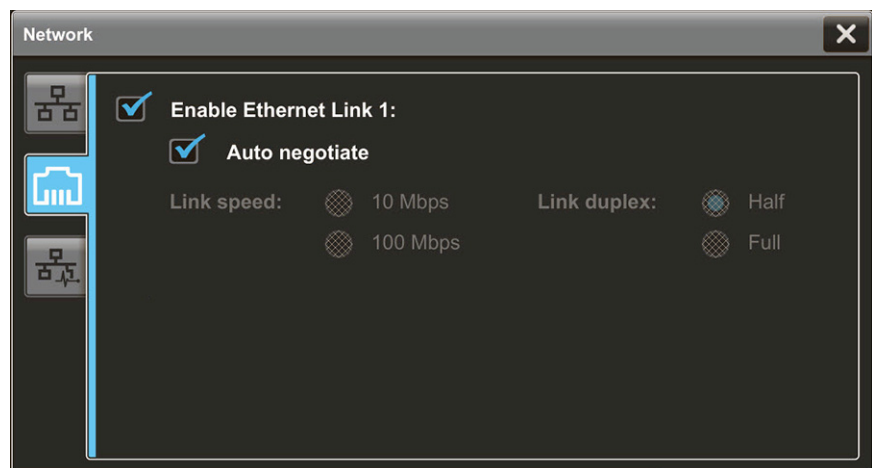 Network
Enable Ethernet Link 1:
Auto negotiate
Link speed: 10 Mbps Link duplex: Half
100 Mbps Full